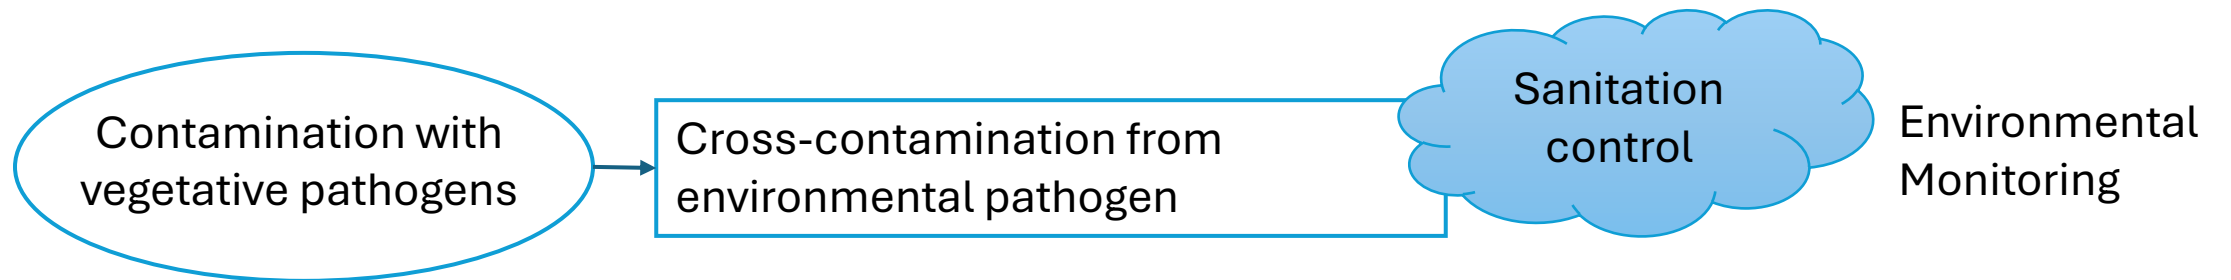 Contamination with
vegetative pathogens
Cross-contamination from
environmental pathogen
Sanitation
control
Environmental
Monitoring